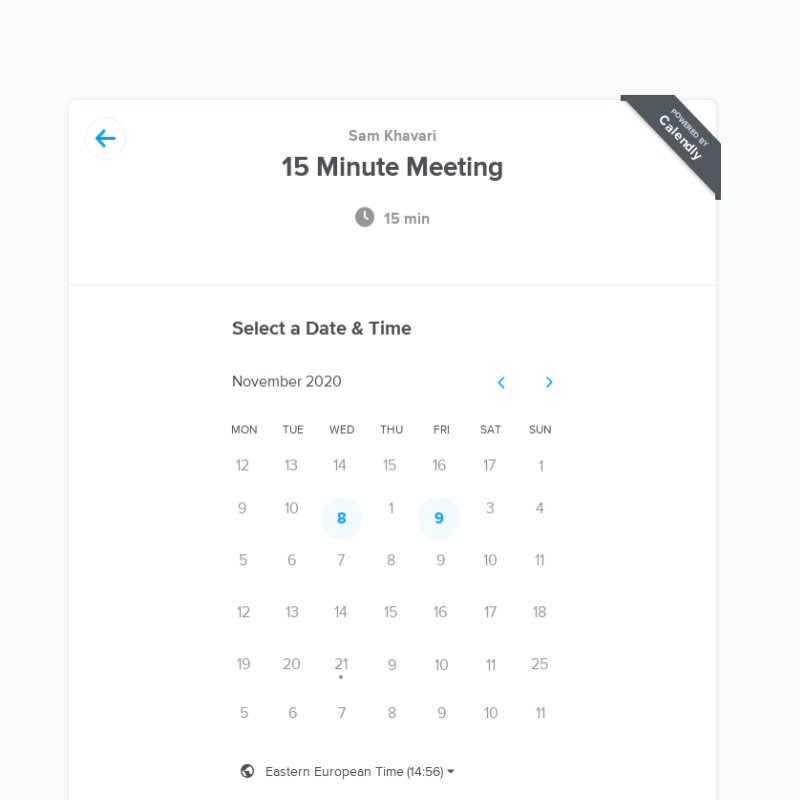 POWERED BY
Calendly
Sam Khavari
15 Minute Meeting
15 min
Select a Date & Time
November 2020
MON TUE WED THU FRI SAT SUN
12 13 14 15 16 17 1
9 10 8 1 9 3 4
5 6 7 8 9 10 11
12 13 14 15 16 17 18
19 20 21 9 10 11 25
5 6 7 8 9 10 11
Eastern European Time (14:56)